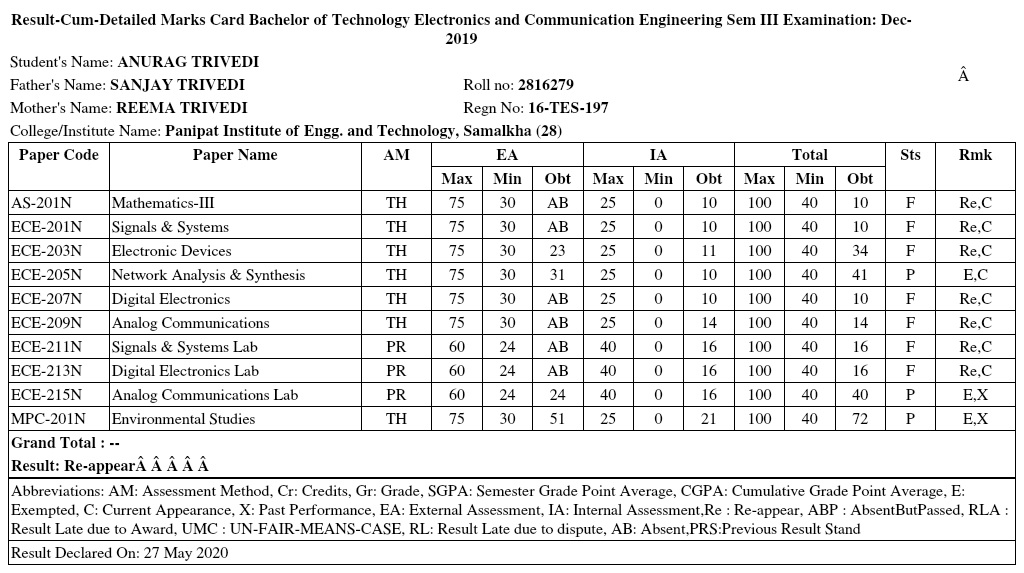 Result-Cum-Detailed Marks Card Bachelor of Technology Electronics and Communication Engineering Sem III Examination: Dec-
2019
Student's Name: ANURAG TRIVEDI
Â
Father's Name: SANJAY TRIVEDI Roll no: 2816279
Mother's Name: REEMA TRIVEDI Regn No: 16-TES-197
College/Institute Name: Panipat Institute of Engg. and Technology, Samalkha (28)
Paper Code Paper Name AM EA IA Total Sts Rmk
Max Min Obt Max Min Obt Max Min Obt
AS-201N Mathematics-III TH 75 30 AB 25 0 10 100 40 10 F Re,C
ECE-201N Signals & Systems TH 75 30 AB 25 0 10 100 40 10 F Re,C
ECE-203N Electronic Devices TH 75 30 23 25 0 11 100 40 34 F Re,C
ECE-205N Network Analysis & Synthesis TH 75 30 31 25 0 10 100 40 41 P E,C
ECE-207N Digital Electronics TH 75 30 AB 25 0 10 100 40 10 F Re,C
ECE-209N Analog Communications TH 75 30 AB 25 0 14 100 40 14 F Re,C
ECE-211N Signals & Systems Lab PR 60 24 AB 40 0 16 100 40 16 F Re,C
ECE-213N Digital Electronics Lab PR 60 24 AB 40 0 16 100 40 16 F Re,C
ECE-215N Analog Communications Lab PR 60 24 24 40 0 16 100 40 40 P E,X
MPC-201N Environmental Studies TH 75 30 51 25 0 21 100 40 72 P E,X
Grand Total : --
Result: Re-appearÂ Â Â Â Â
Abbreviations: AM: Assessment Method, Cr: Credits, Gr: Grade, SGPA: Semester Grade Point Average, CGPA: Cumulative Grade Point Average, E:
Exempted, C: Current Appearance, X: Past Performance, EA: External Assessment, IA: Internal Assessment,Re : Re-appear, ABP : AbsentButPassed, RLA :
Result Late due to Award, UMC : UN-FAIR-MEANS-CASE, RL: Result Late due to dispute, AB: Absent,PRS:Previous Result Stand
Result Declared On: 27 May 2020